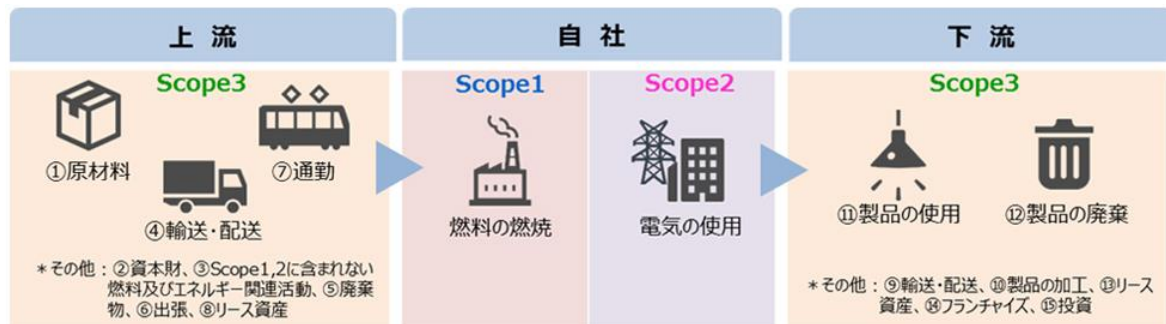 上流
自社
下流
Scope3
①原材料
⑦通勤
④輸送・配送
＊その他：②資本財、③Scope1,2に含まれない
燃料及びエネルギー関連活動、⑤廃棄
物、⑥出張、⑧リース資産
Scope1
燃料の燃焼
Scope2
電気の使用
Scope3
⑪製品の使用
⑫製品の廃棄
＊その他：⑨輸送・配送、⑩製品の加工、⑬リース
資産、⑭フランチャイズ、⑮投資